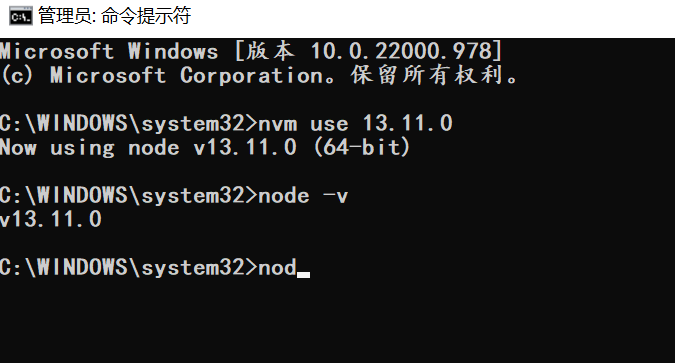 管理员: 命令提示符
Microsoft Windows [版本 10.0.22000.978]
(c) Microsoft Corporation。保留所有权利。
C:\WINDOWS\system32>nvm use 13.11.0
Now using node v13.11.0 (64-bit)
C:\WINDOWS\system32>node -v
v13.11.0
C:\WINDOWS\system32>nod